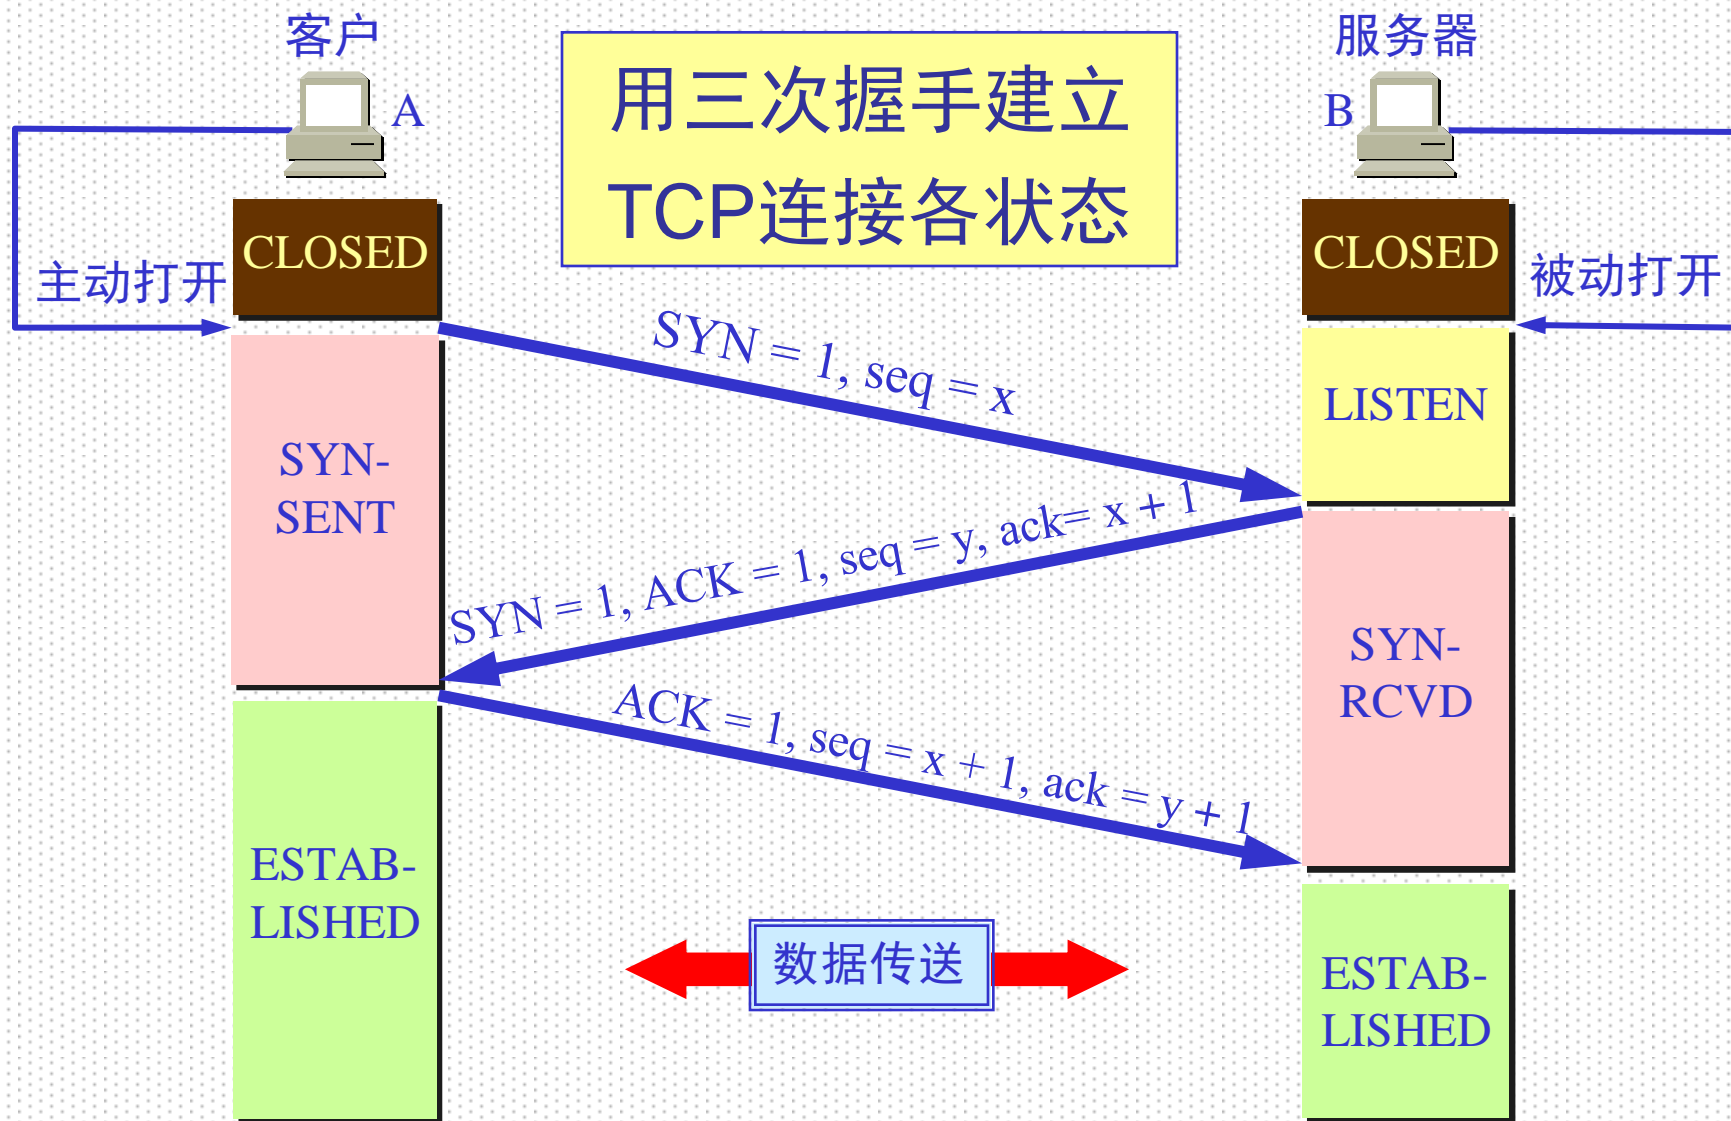 客户
服务器
A
B
用三次握手建立
TCP连接各状态
CLOSED
CLOSED
主动打开
被动打开
SYN = 1, seq = x
LISTEN
SYN-
SENT
SYN = 1, ACK = 1, seq = y, ack= x + 1
SYN-
RCVD
ACK = 1, seq = x + 1, ack = y + 1
ESTAB-
LISHED
数据传送
ESTAB-
LISHED